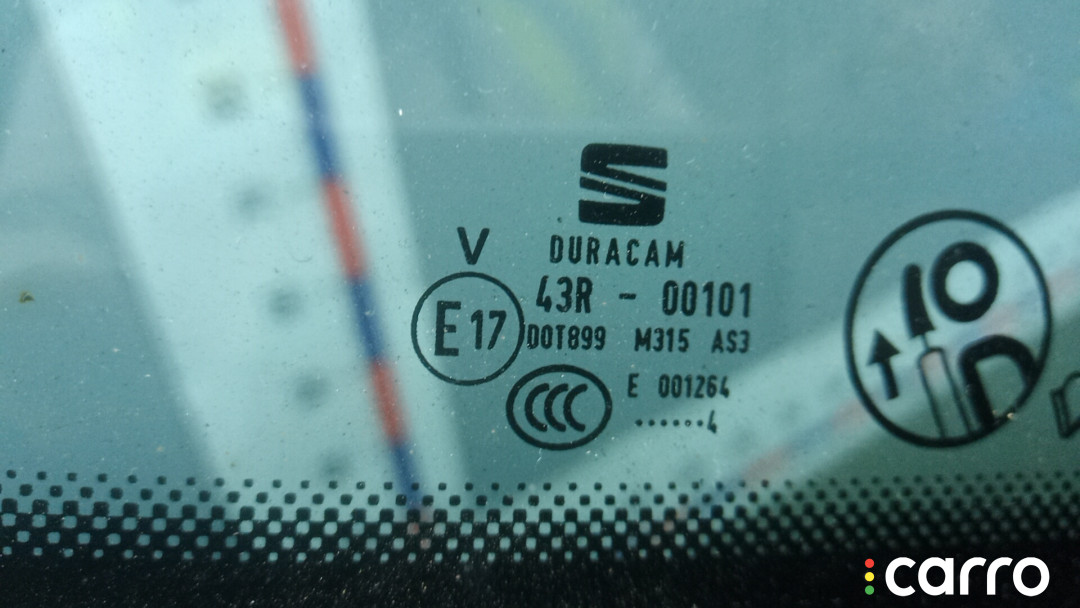 V
DURACAM
43R - 00101
E 17
DOT899 M315 AS3
CCC
E 001264
••••••4
carro